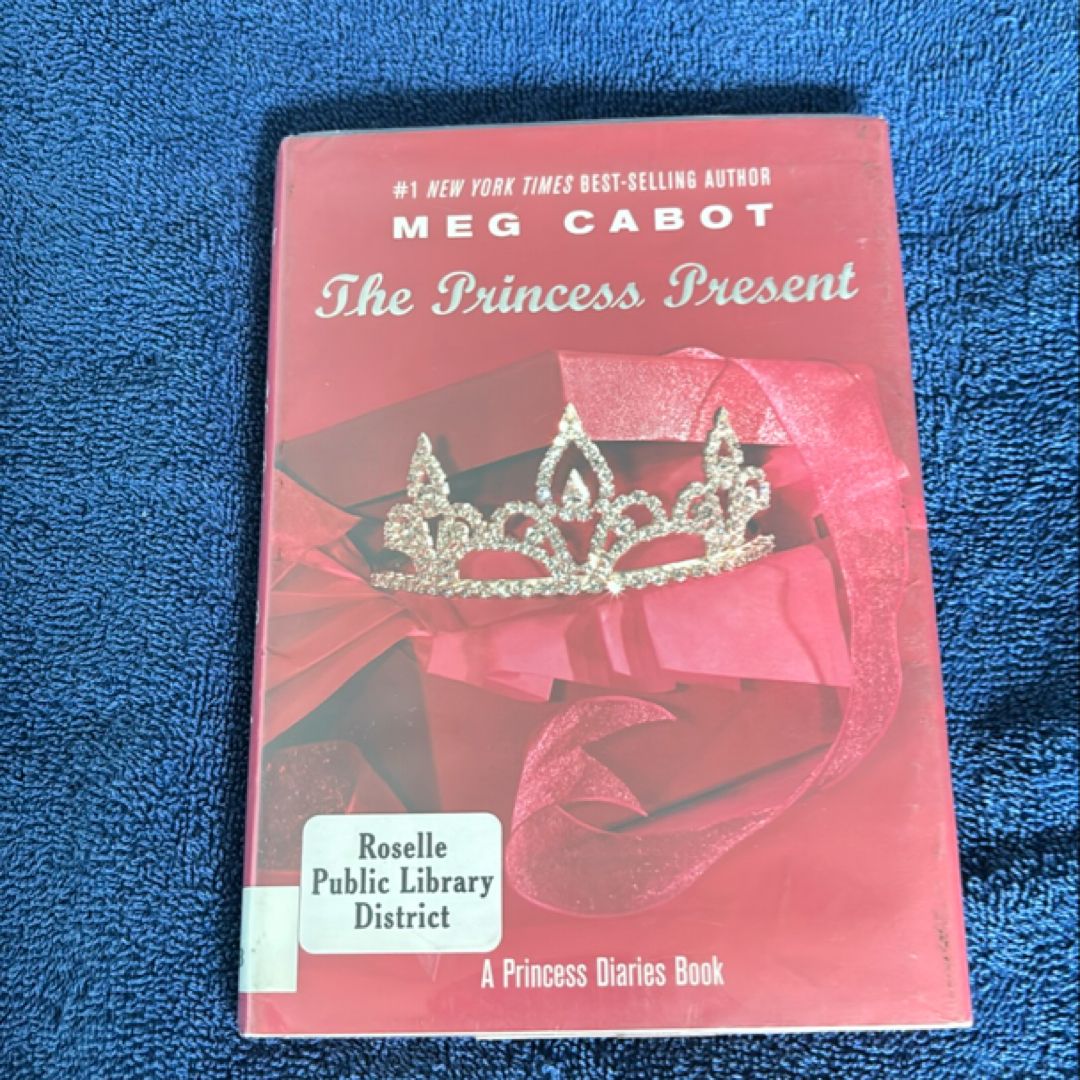 #1 NEW YORK TIMES BEST-SELLING AUTHOR
MEG CABOT
The Princess Present
Roselle
Public Library
District
A Princess Diaries Book